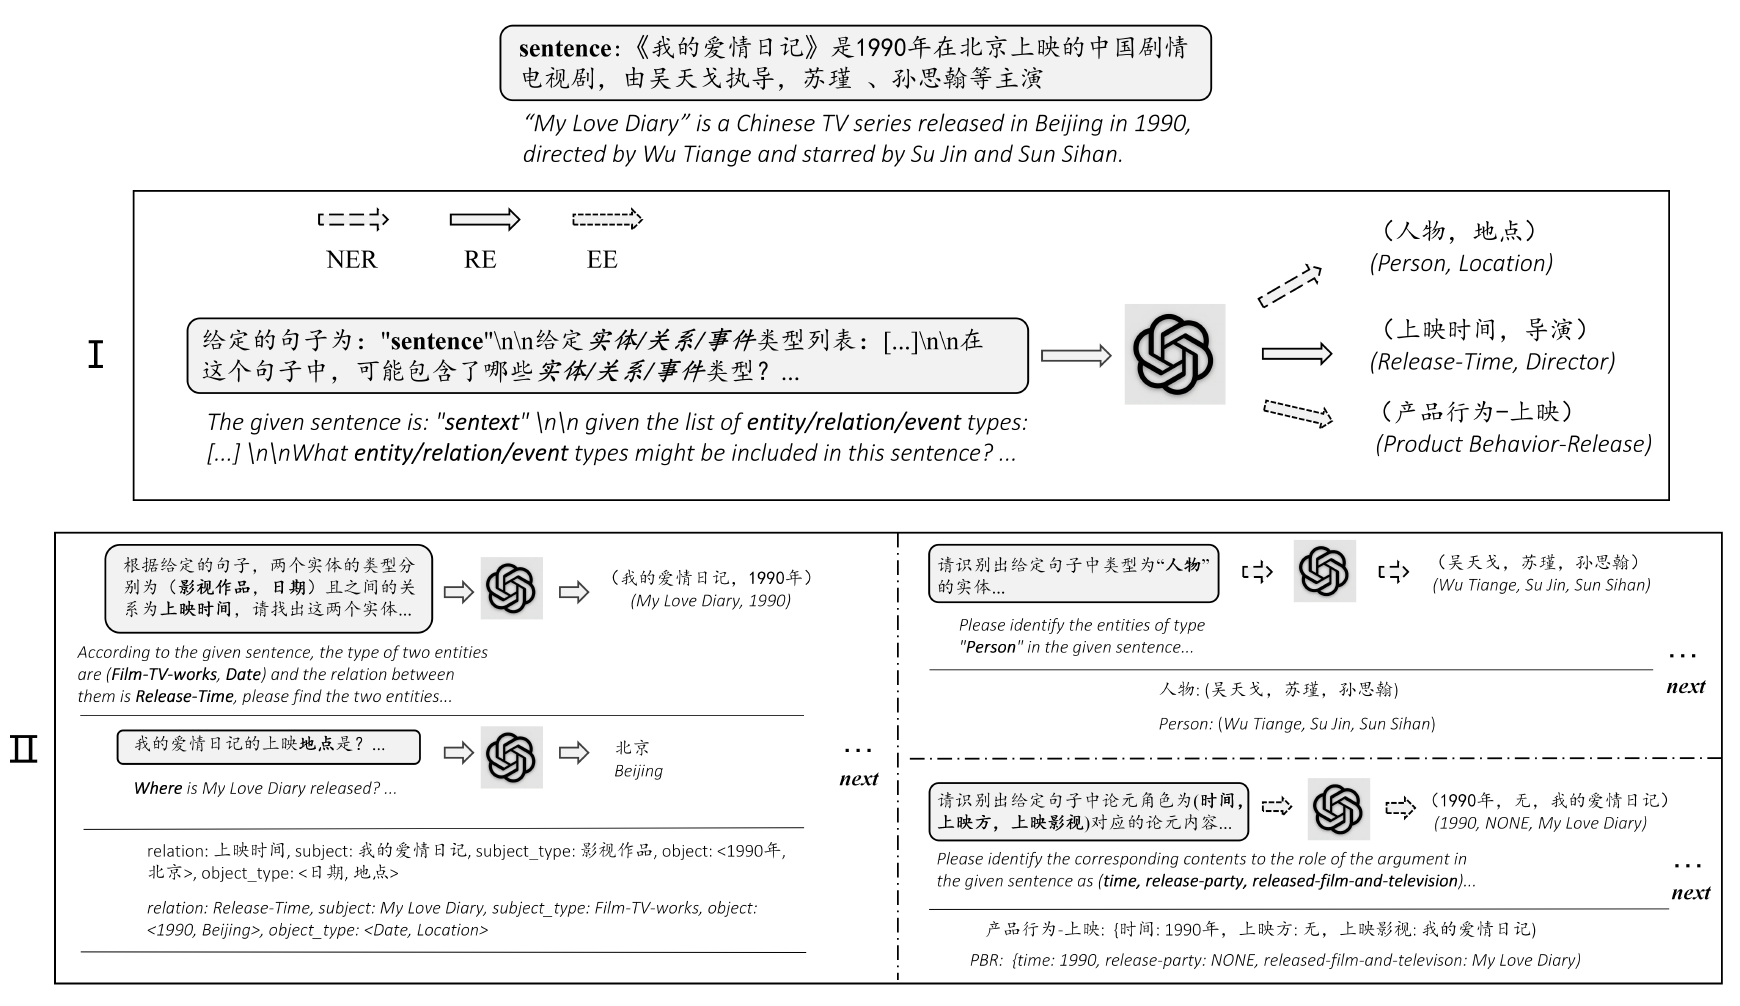 sentence:《我的爱情日记》是1990年在北京上映的中国剧情
电视剧，由吴天戈执导，苏瑾 、孙思翰等主演
“My Love Diary” is a Chinese TV series released in Beijing in 1990,
directed by Wu Tiange and starred by Su Jin and Sun Sihan.
I
NER
RE
EE
给定的句子为："sentence"\n\n给定实体/关系/事件类型列表：[...]\n\n在
这个句子中，可能包含了哪些实体/关系/事件类型？...
The given sentence is: "sentext" \n\n given the list of entity/relation/event types:
[...] \n\nWhat entity/relation/event types might be included in this sentence? ...
（人物，地点）
(Person, Location)
（上映时间，导演）
(Release-Time, Director)
（产品行为-上映）
(Product Behavior-Release)
II
根据给定的句子，两个实体的类型分
别为（影视作品，日期）且之间的关
系为上映时间，请找出这两个实体...
（我的爱情日记，1990年）
(My Love Diary, 1990)
According to the given sentence, the type of two entities
are (Film-TV-works, Date) and the relation between
them is Release-Time, please find the two entities...
我的爱情日记的上映地点是？...
北京
Beijing
Where is My Love Diary released? ...
...
next
relation: 上映时间, subject: 我的爱情日记, subject_type: 影视作品, object: <1990年,
北京>, object_type: <日期, 地点>
relation: Release-Time, subject: My Love Diary, subject_type: Film-TV-works, object:
<1990, Beijing>, object_type: <Date, Location>
请识别出给定句子中类型为“人物”
的实体...
（吴天戈，苏瑾，孙思翰）
(Wu Tiange, Su Jin, Sun Sihan)
Please identify the entities of type
"Person" in the given sentence...
...
next
人物: (吴天戈，苏瑾，孙思翰)
Person: (Wu Tiange, Su Jin, Sun Sihan)
请识别出给定句子中论元角色为(时间，
上映方，上映影视)对应的论元内容...
（1990年，无，我的爱情日记）
(1990, NONE, My Love Diary)
Please identify the corresponding contents to the role of the argument in
the given sentence as (time, release-party, released-film-and-television)...
...
next
产品行为-上映: {时间: 1990年，上映方: 无，上映影视: 我的爱情日记)
PBR: {time: 1990, release-party: NONE, released-film-and-televison: My Love Diary)